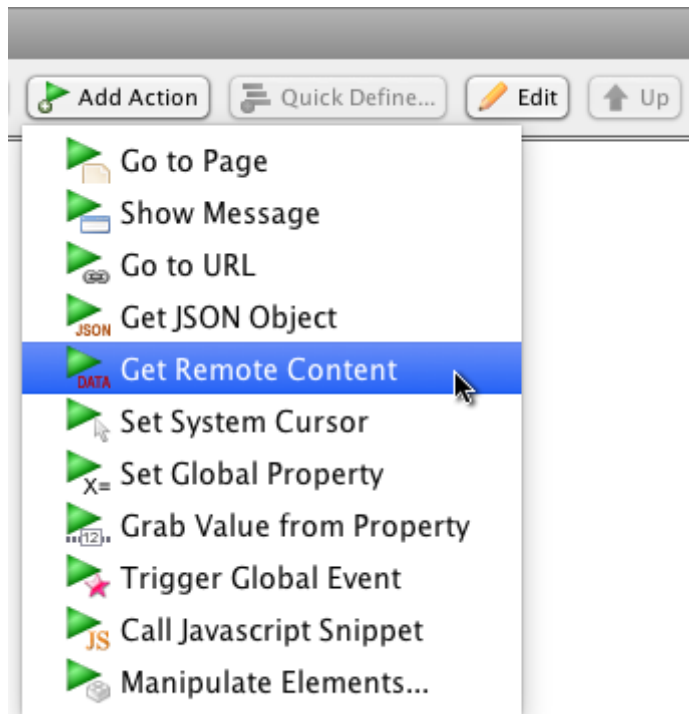 Add Action
Quick Define...
Edit
Up
Go to Page
Show Message
Go to URL
JSON
Get JSON Object
DATA
Get Remote Content
Set System Cursor
X=
Set Global Property
12
Grab Value from Property
Trigger Global Event
JS
Call Javascript Snippet
Manipulate Elements...